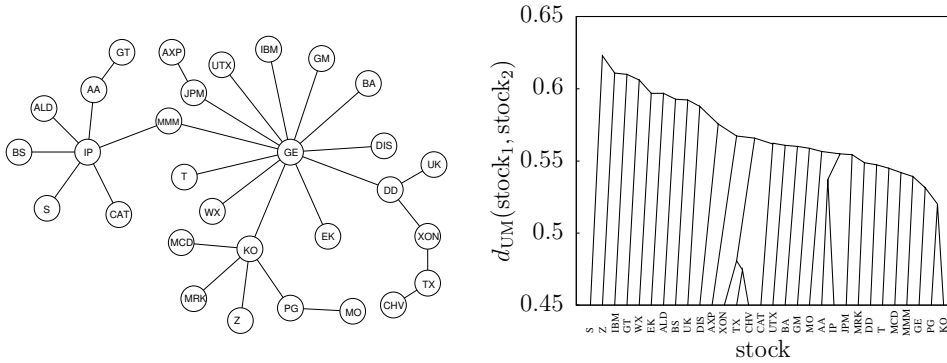 GT
AXP
IBM
UTX
GM
AA
JPM
BA
ALD
MMM
BS
IP
GE
DIS
UK
T
DD
S
CAT
WX
MCD
KO
EK
XON
MRK
TX
Z
PG
MO
CHV
0.65
0.6
0.55
0.5
0.45
d_UM(stock_1, stock_2)
S Z IBM GT WX EK ALD BS UK DIS AXP XON TX CHV CAT UTX BA GM MO AA IP JPM MRK DD T MCD MMM GE PG KO
stock